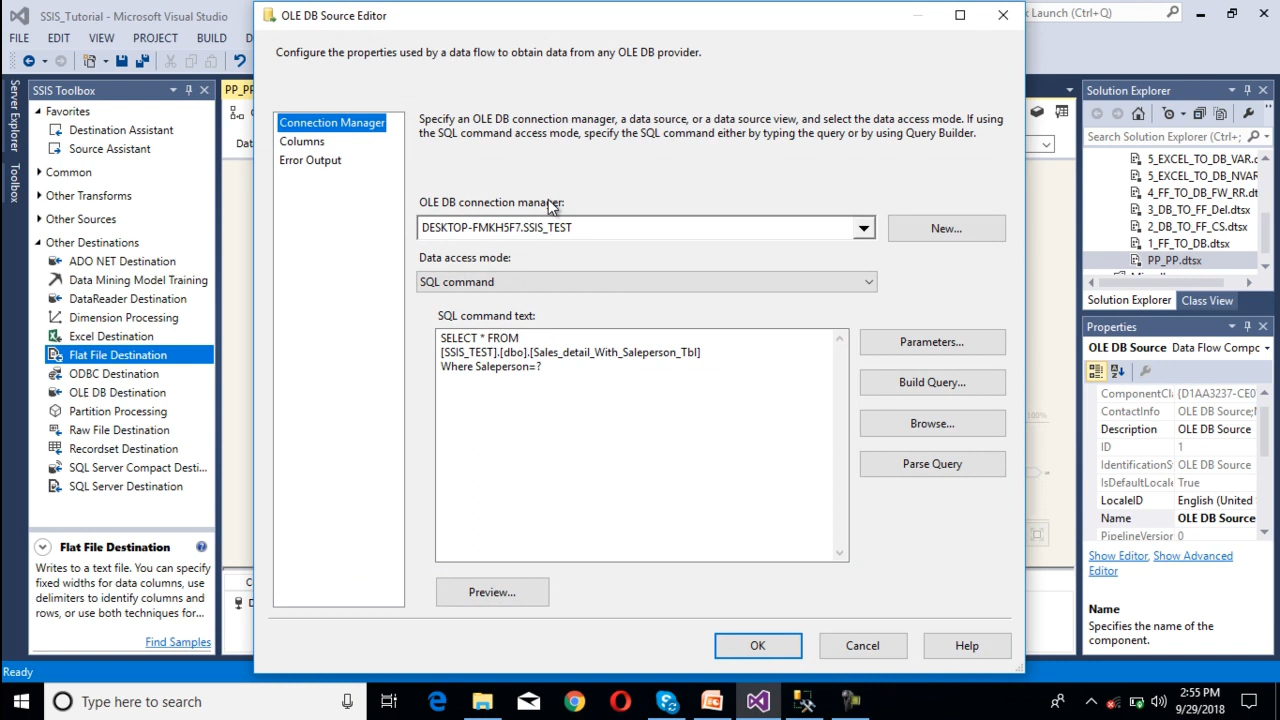 SSIS_Tutorial - Microsoft Visual Studio
Launch (Ctrl+Q)
FILE EDIT VIEW PROJECT BUILD
OLE DB Source Editor
Configure the properties used by a data flow to obtain data from any OLE DB provider.
Connection Manager
Columns
Error Output
Specify an OLE DB connection manager, a data source, or a data source view, and select the data access mode. If using
the SQL command access mode, specify the SQL command either by typing the query or by using Query Builder.
OLE DB connection manager:
DESKTOP-FMKH5F7.SSIS_TEST
New...
Data access mode:
SQL command
SQL command text:
SELECT * FROM
[SSIS_TEST].[dbo].[Sales_detail_With_Saleperson_Tbl]
Where Saleperson=?
Parameters...
Build Query...
Browse...
Parse Query
Preview...
OK
Cancel
Help
Server Explorer
Toolbox
SSIS Toolbox
Favorites
Destination Assistant
Source Assistant
Common
Other Transforms
Other Sources
Other Destinations
ADO NET Destination
Data Mining Model Training
DataReader Destination
Dimension Processing
Excel Destination
Flat File Destination
ODBC Destination
OLE DB Destination
Partition Processing
Raw File Destination
Recordset Destination
SQL Server Compact Desti...
SQL Server Destination
Flat File Destination
Writes to a text file. You can specify
fixed widths for data columns, use
delimiters to identify columns and
rows, or use both techniques for...
Find Samples
Solution Explorer
Search Solution Explorer (Ctrl+
5_EXCEL_TO_DB_VAR.d
5_EXCEL_TO_DB_NVAR
4_FF_TO_DB_FW_RR.dt
3_DB_TO_FF_Del.dtsx
2_DB_TO_FF_CS.dtsx
1_FF_TO_DB.dtsx
PP_PP.dtsx
Solution Explorer Class View
Properties
OLE DB Source Data Flow Compc
ComponentCla {D1AA3237-CE0
ContactInfo OLE DB Source;M
Description OLE DB Source
ID 1
IdentificationSt OLE DB Source
IsDefaultLocale True
LocaleID English (United
Name OLE DB Source
PipelineVersion 0
Show Editor, Show Advanced
Editor
Name
Specifies the name of the
component.
Ready
Type here to search
2:55 PM
9/29/2018